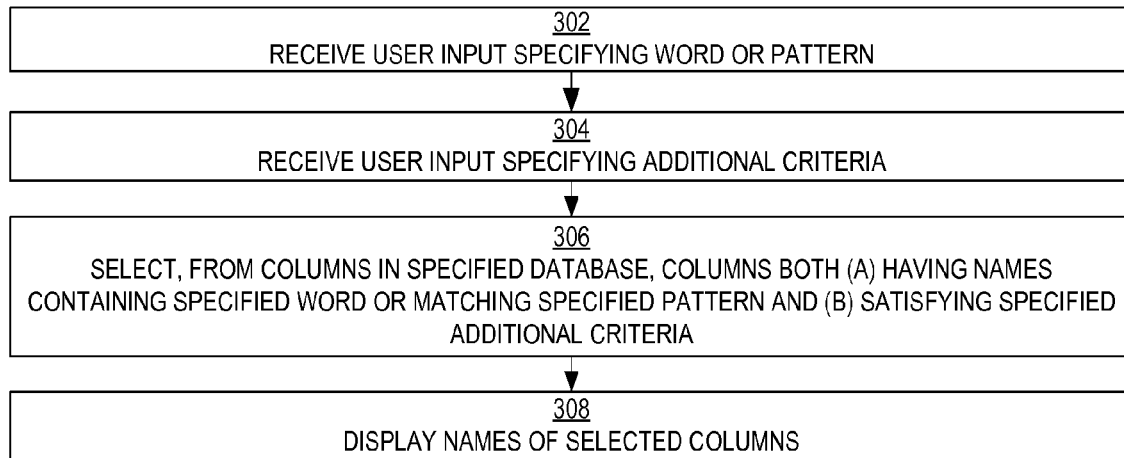 302
RECEIVE USER INPUT SPECIFYING WORD OR PATTERN
304
RECEIVE USER INPUT SPECIFYING ADDITIONAL CRITERIA
306
SELECT, FROM COLUMNS IN SPECIFIED DATABASE, COLUMNS BOTH (A) HAVING NAMES
CONTAINING SPECIFIED WORD OR MATCHING SPECIFIED PATTERN AND (B) SATISFYING SPECIFIED
ADDITIONAL CRITERIA
308
DISPLAY NAMES OF SELECTED COLUMNS